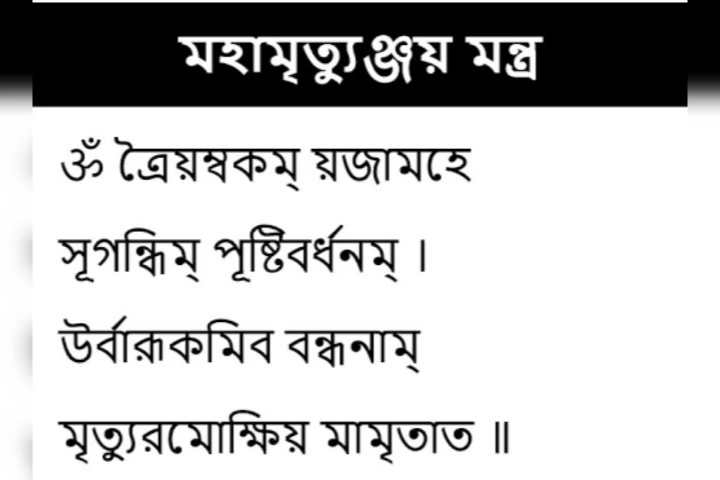 মহামৃত্যুঞ্জয় মন্ত্র
ওঁ ত্রৈয়ম্বকম্ য়জামহে
সূগন্ধিম্ পূষ্টিবর্ধনম্ ।
উর্বারূকমিব বন্ধনাম্
মৃত্যুরমোক্ষিয় মামৃতাত ॥